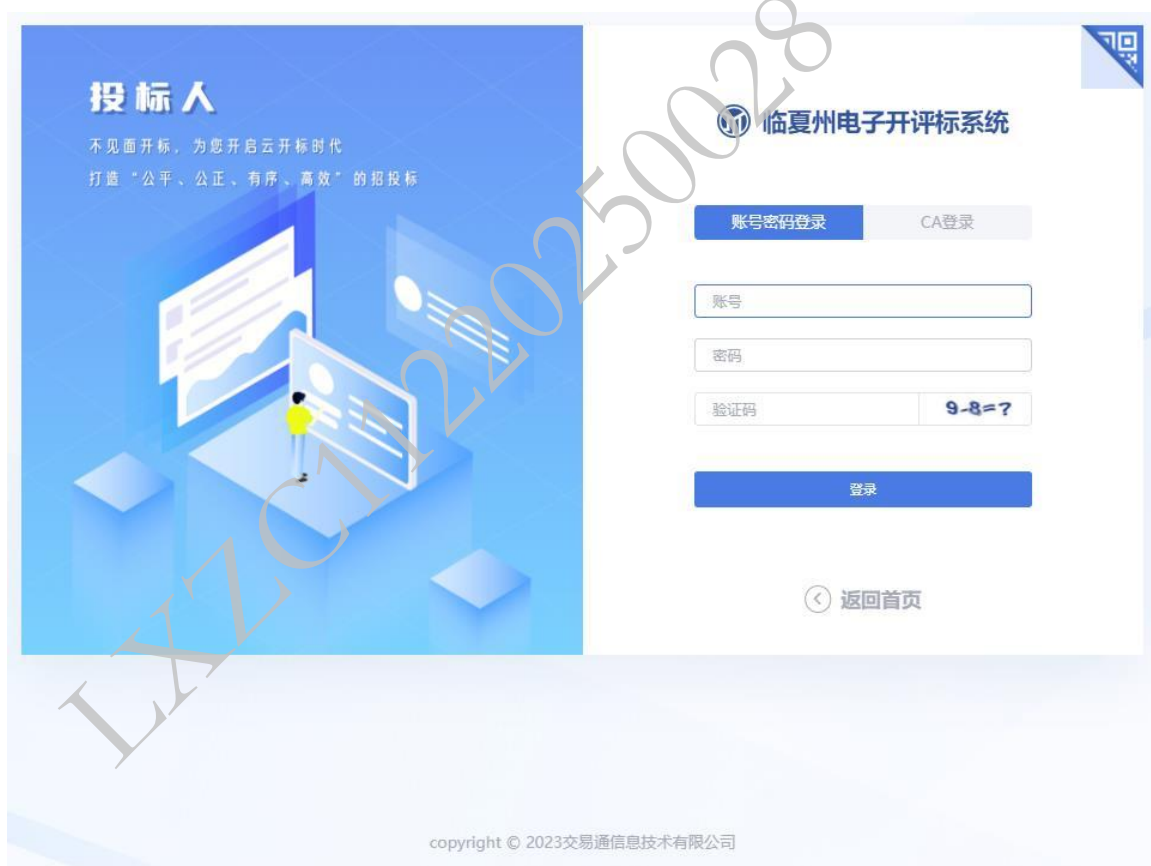 投标人
不见面开标，为您开启云开标时代
打造“公平、公正、有序、高效”的招投标
临夏州电子开评标系统
账号密码登录
CA登录
账号
密码
验证码
9-8=?
登录
返回首页
copyright © 2023交易通信息技术有限公司
LXZC11220250028